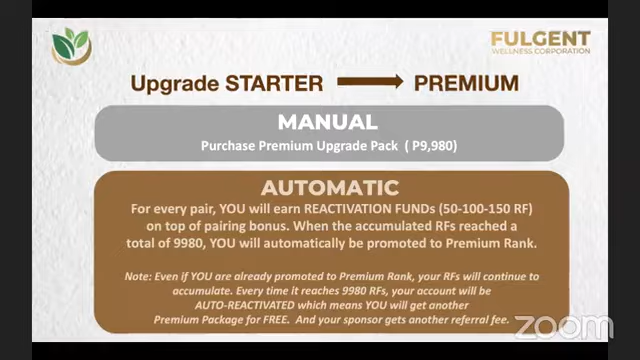 FULGENT
WELLNESS CORPORATION
Upgrade STARTER PREMIUM
MANUAL
Purchase Premium Upgrade Pack ( P9,980)
AUTOMATIC
For every pair, YOU will earn REACTIVATION FUNDs (50-100-150 RF)
on top of pairing bonus. When the accumulated RFs reached a
total of 9980, YOU will automatically be promoted to Premium Rank.
Note: Even if YOU are already promoted to Premium Rank, your RFs will continue to
accumulate. Every time it reaches 9980 RFs, your account will be
AUTO-REACTIVATED which means YOU will get another
Premium Package for FREE. And your sponsor gets another referral fee.
zoom